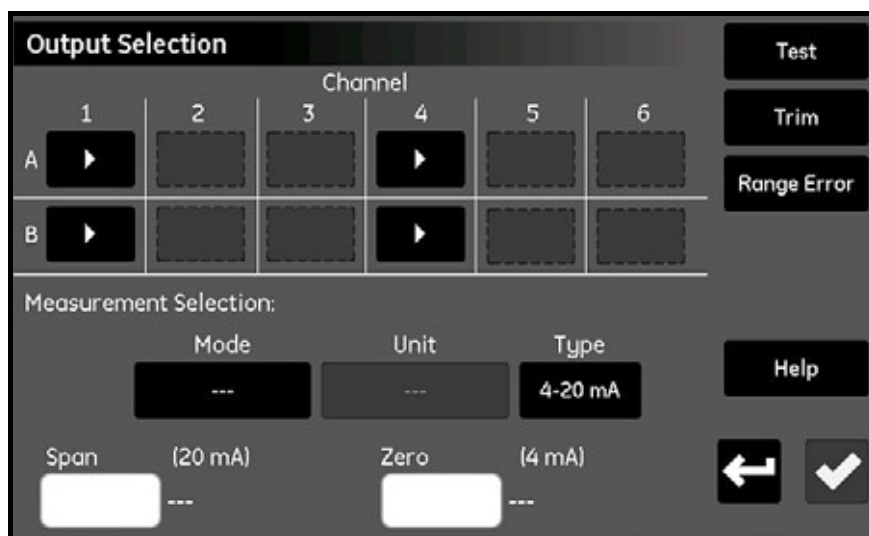 Output Selection
Test
Channel
1 2 3 4 5 6
Trim
A
Range Error
B
Measurement Selection:
Mode Unit Type
--- --- 4-20 mA
Help
Span (20 mA) Zero (4 mA)
--- ---